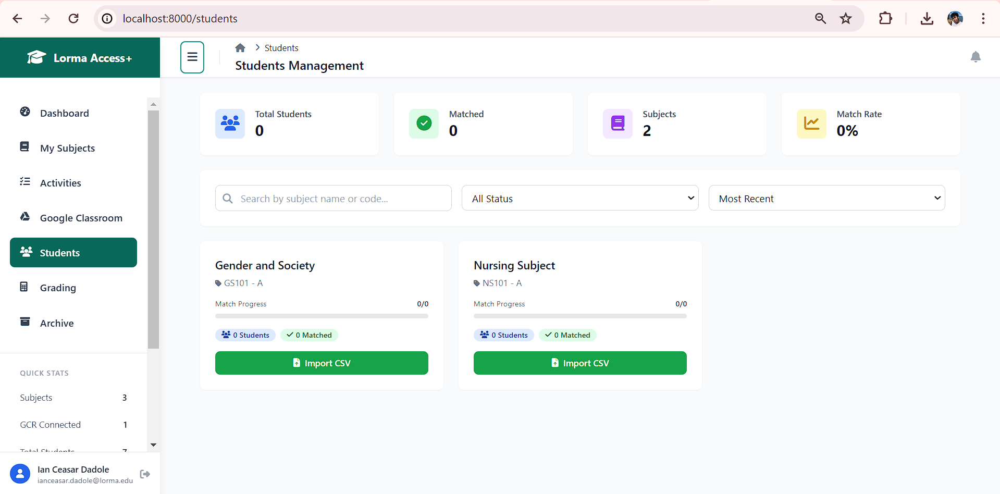 localhost:8000/students
Lorma Access+
Students
Students Management
Dashboard
My Subjects
Activities
Google Classroom
Students
Grading
Archive
QUICK STATS
Subjects 3
GCR Connected 1
Total Students 7
Ian Ceasar Dadole
ianceasar.dadole@lorma.edu
Total Students
0
Matched
0
Subjects
2
Match Rate
0%
Search by subject name or code...
All Status
Most Recent
Gender and Society
GS101 - A
Match Progress 0/0
0 Students 0 Matched
Import CSV
Nursing Subject
NS101 - A
Match Progress 0/0
0 Students 0 Matched
Import CSV